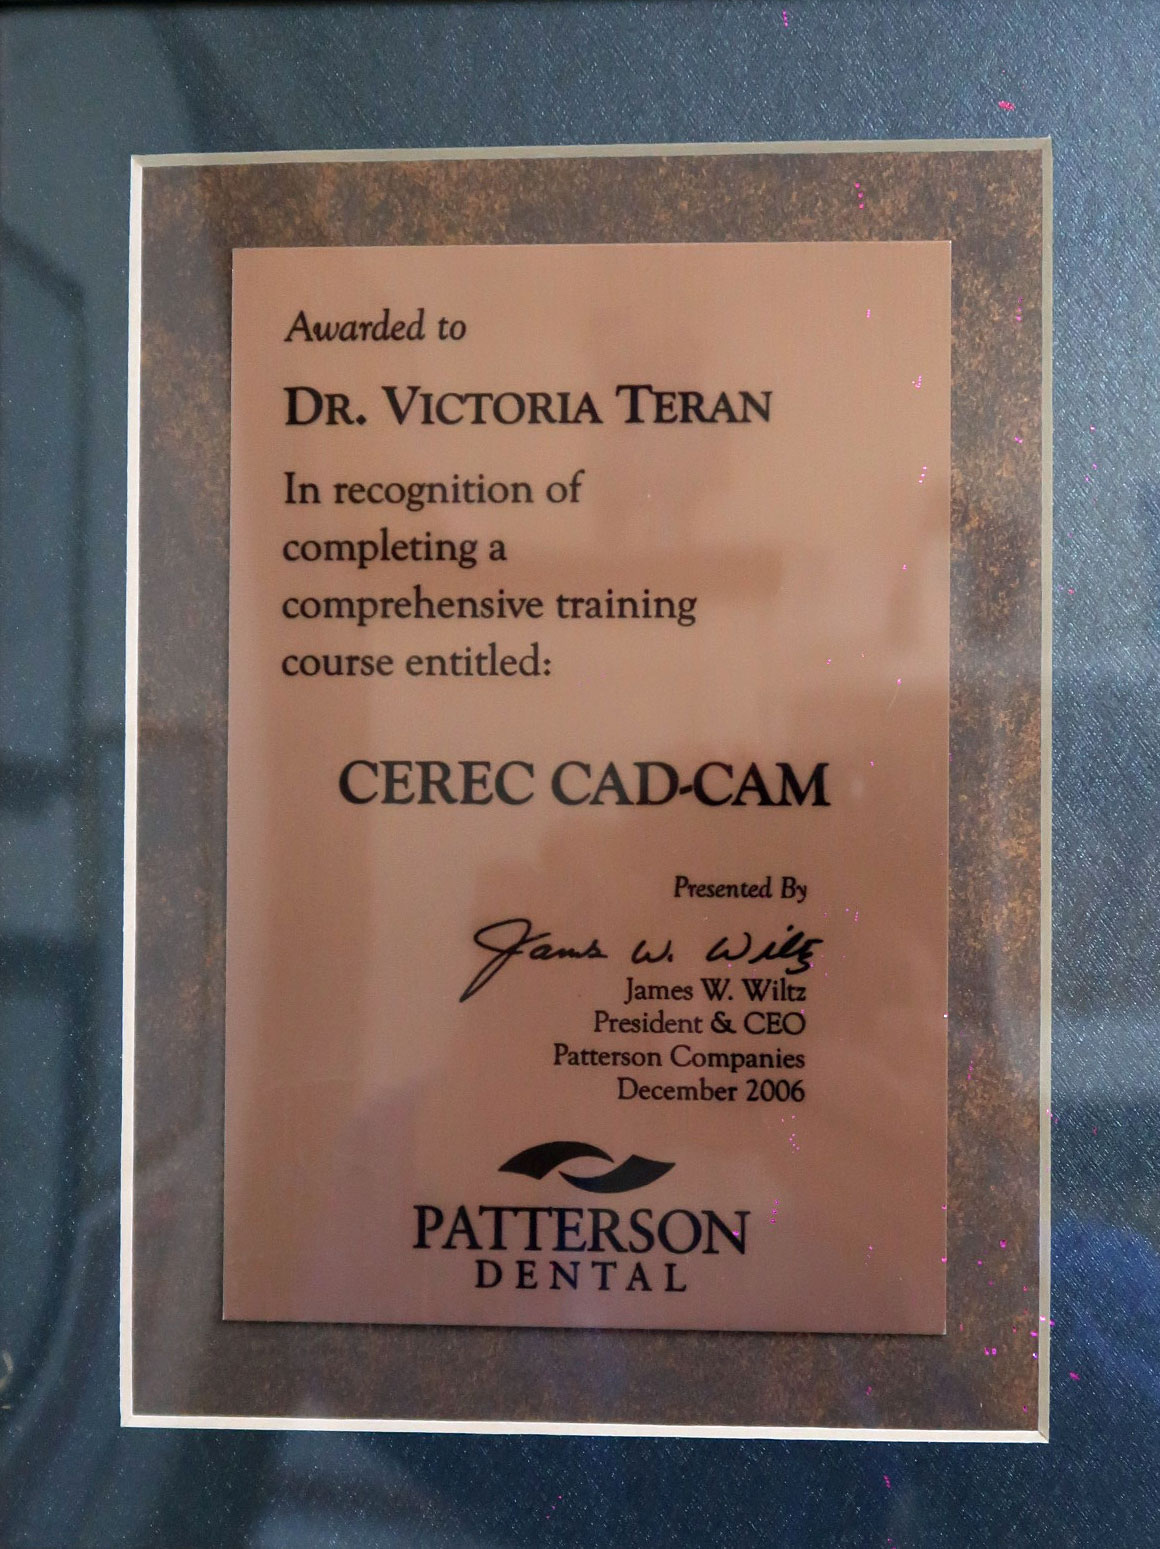 Awarded to
DR. VICTORIA TERAN
In recognition of
completing a
comprehensive training
course entitled:
CEREC CAD-CAM
Presented By
James W. Wiltz
James W. Wiltz
President & CEO
Patterson Companies
December 2006
PATTERSON
DENTAL